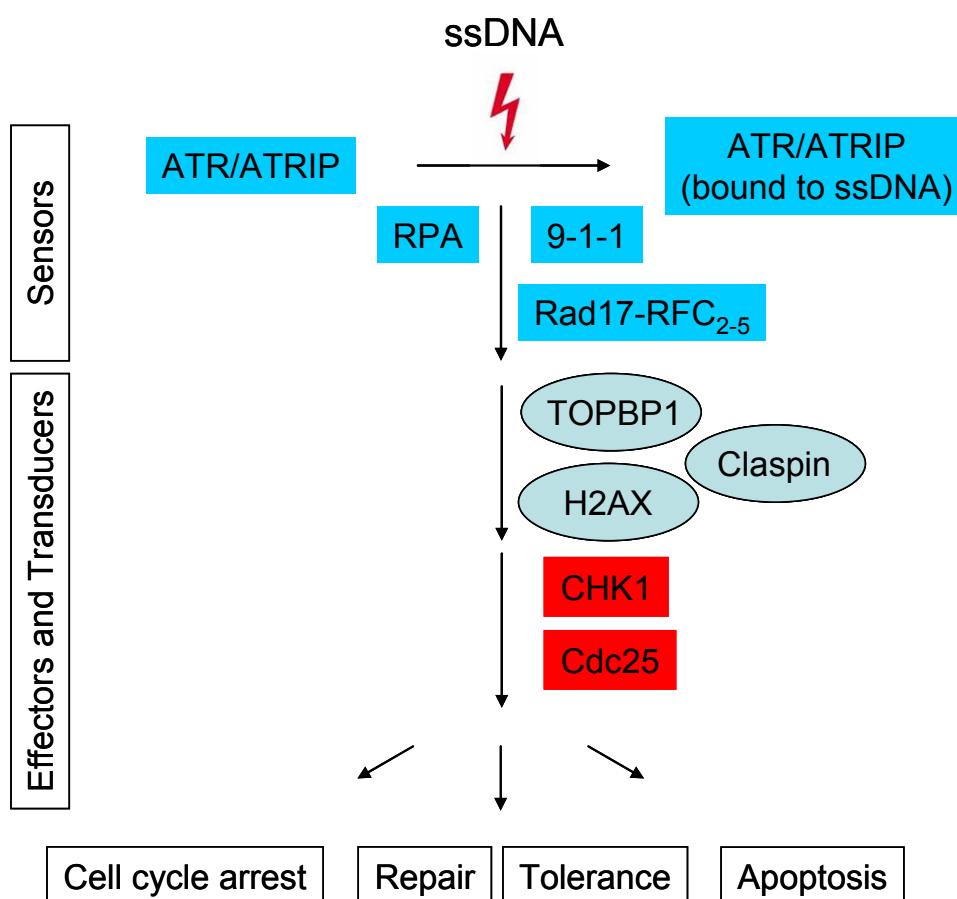 ssDNA
Sensors
ATR/ATRIP
ATR/ATRIP
(bound to ssDNA)
RPA
9-1-1
Rad17-RFC2-5
Effectors and Transducers
TOPBP1
Claspin
H2AX
CHK1
Cdc25
Cell cycle arrest
Repair
Tolerance
Apoptosis